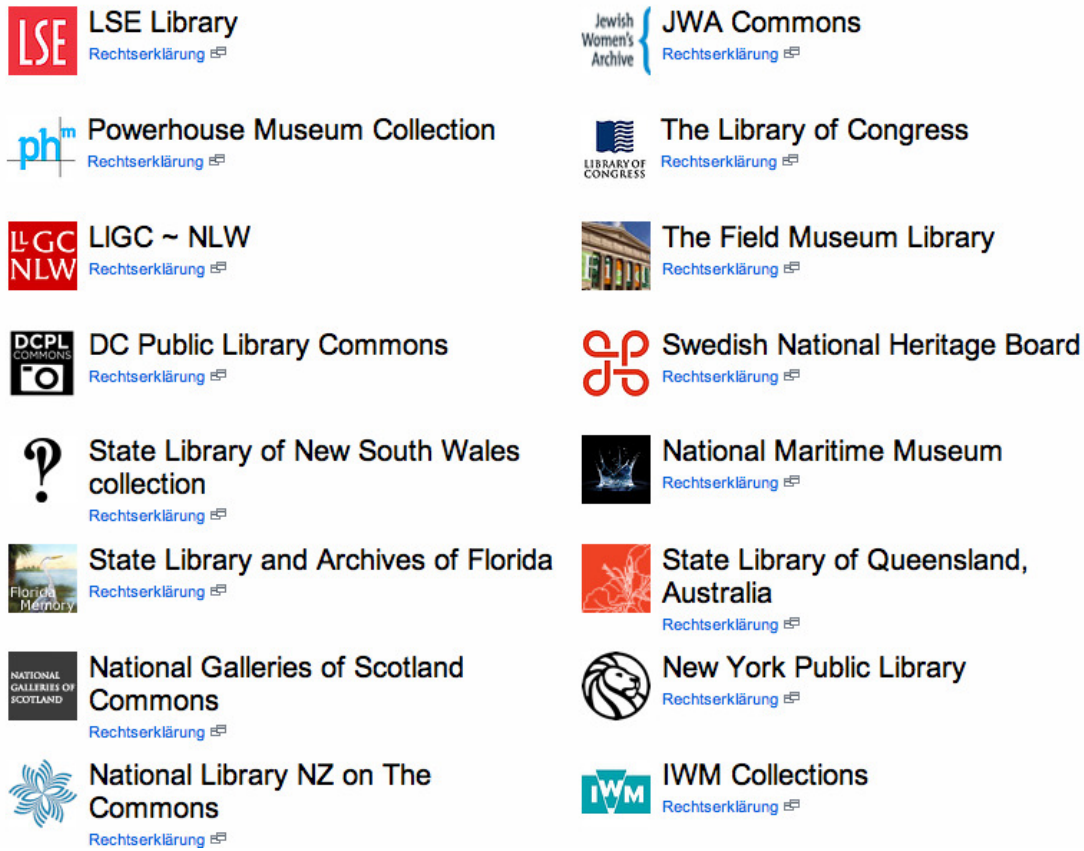 LSE
LSE Library
Rechtserklärung
Jewish
Women's
Archive
JWA Commons
Rechtserklärung
phm
Powerhouse Museum Collection
Rechtserklärung
LIBRARY OF
CONGRESS
The Library of Congress
Rechtserklärung
LLGC
NLW
LlGC ~ NLW
Rechtserklärung
The Field Museum Library
Rechtserklärung
DCPL
COMMONS
DC Public Library Commons
Rechtserklärung
Swedish National Heritage Board
Rechtserklärung
State Library of New South Wales
collection
Rechtserklärung
National Maritime Museum
Rechtserklärung
Florida
Memory
State Library and Archives of Florida
Rechtserklärung
State Library of Queensland,
Australia
Rechtserklärung
NATIONAL
GALLERIES OF
SCOTLAND
National Galleries of Scotland
Commons
Rechtserklärung
New York Public Library
Rechtserklärung
National Library NZ on The
Commons
Rechtserklärung
IWM
IWM Collections
Rechtserklärung